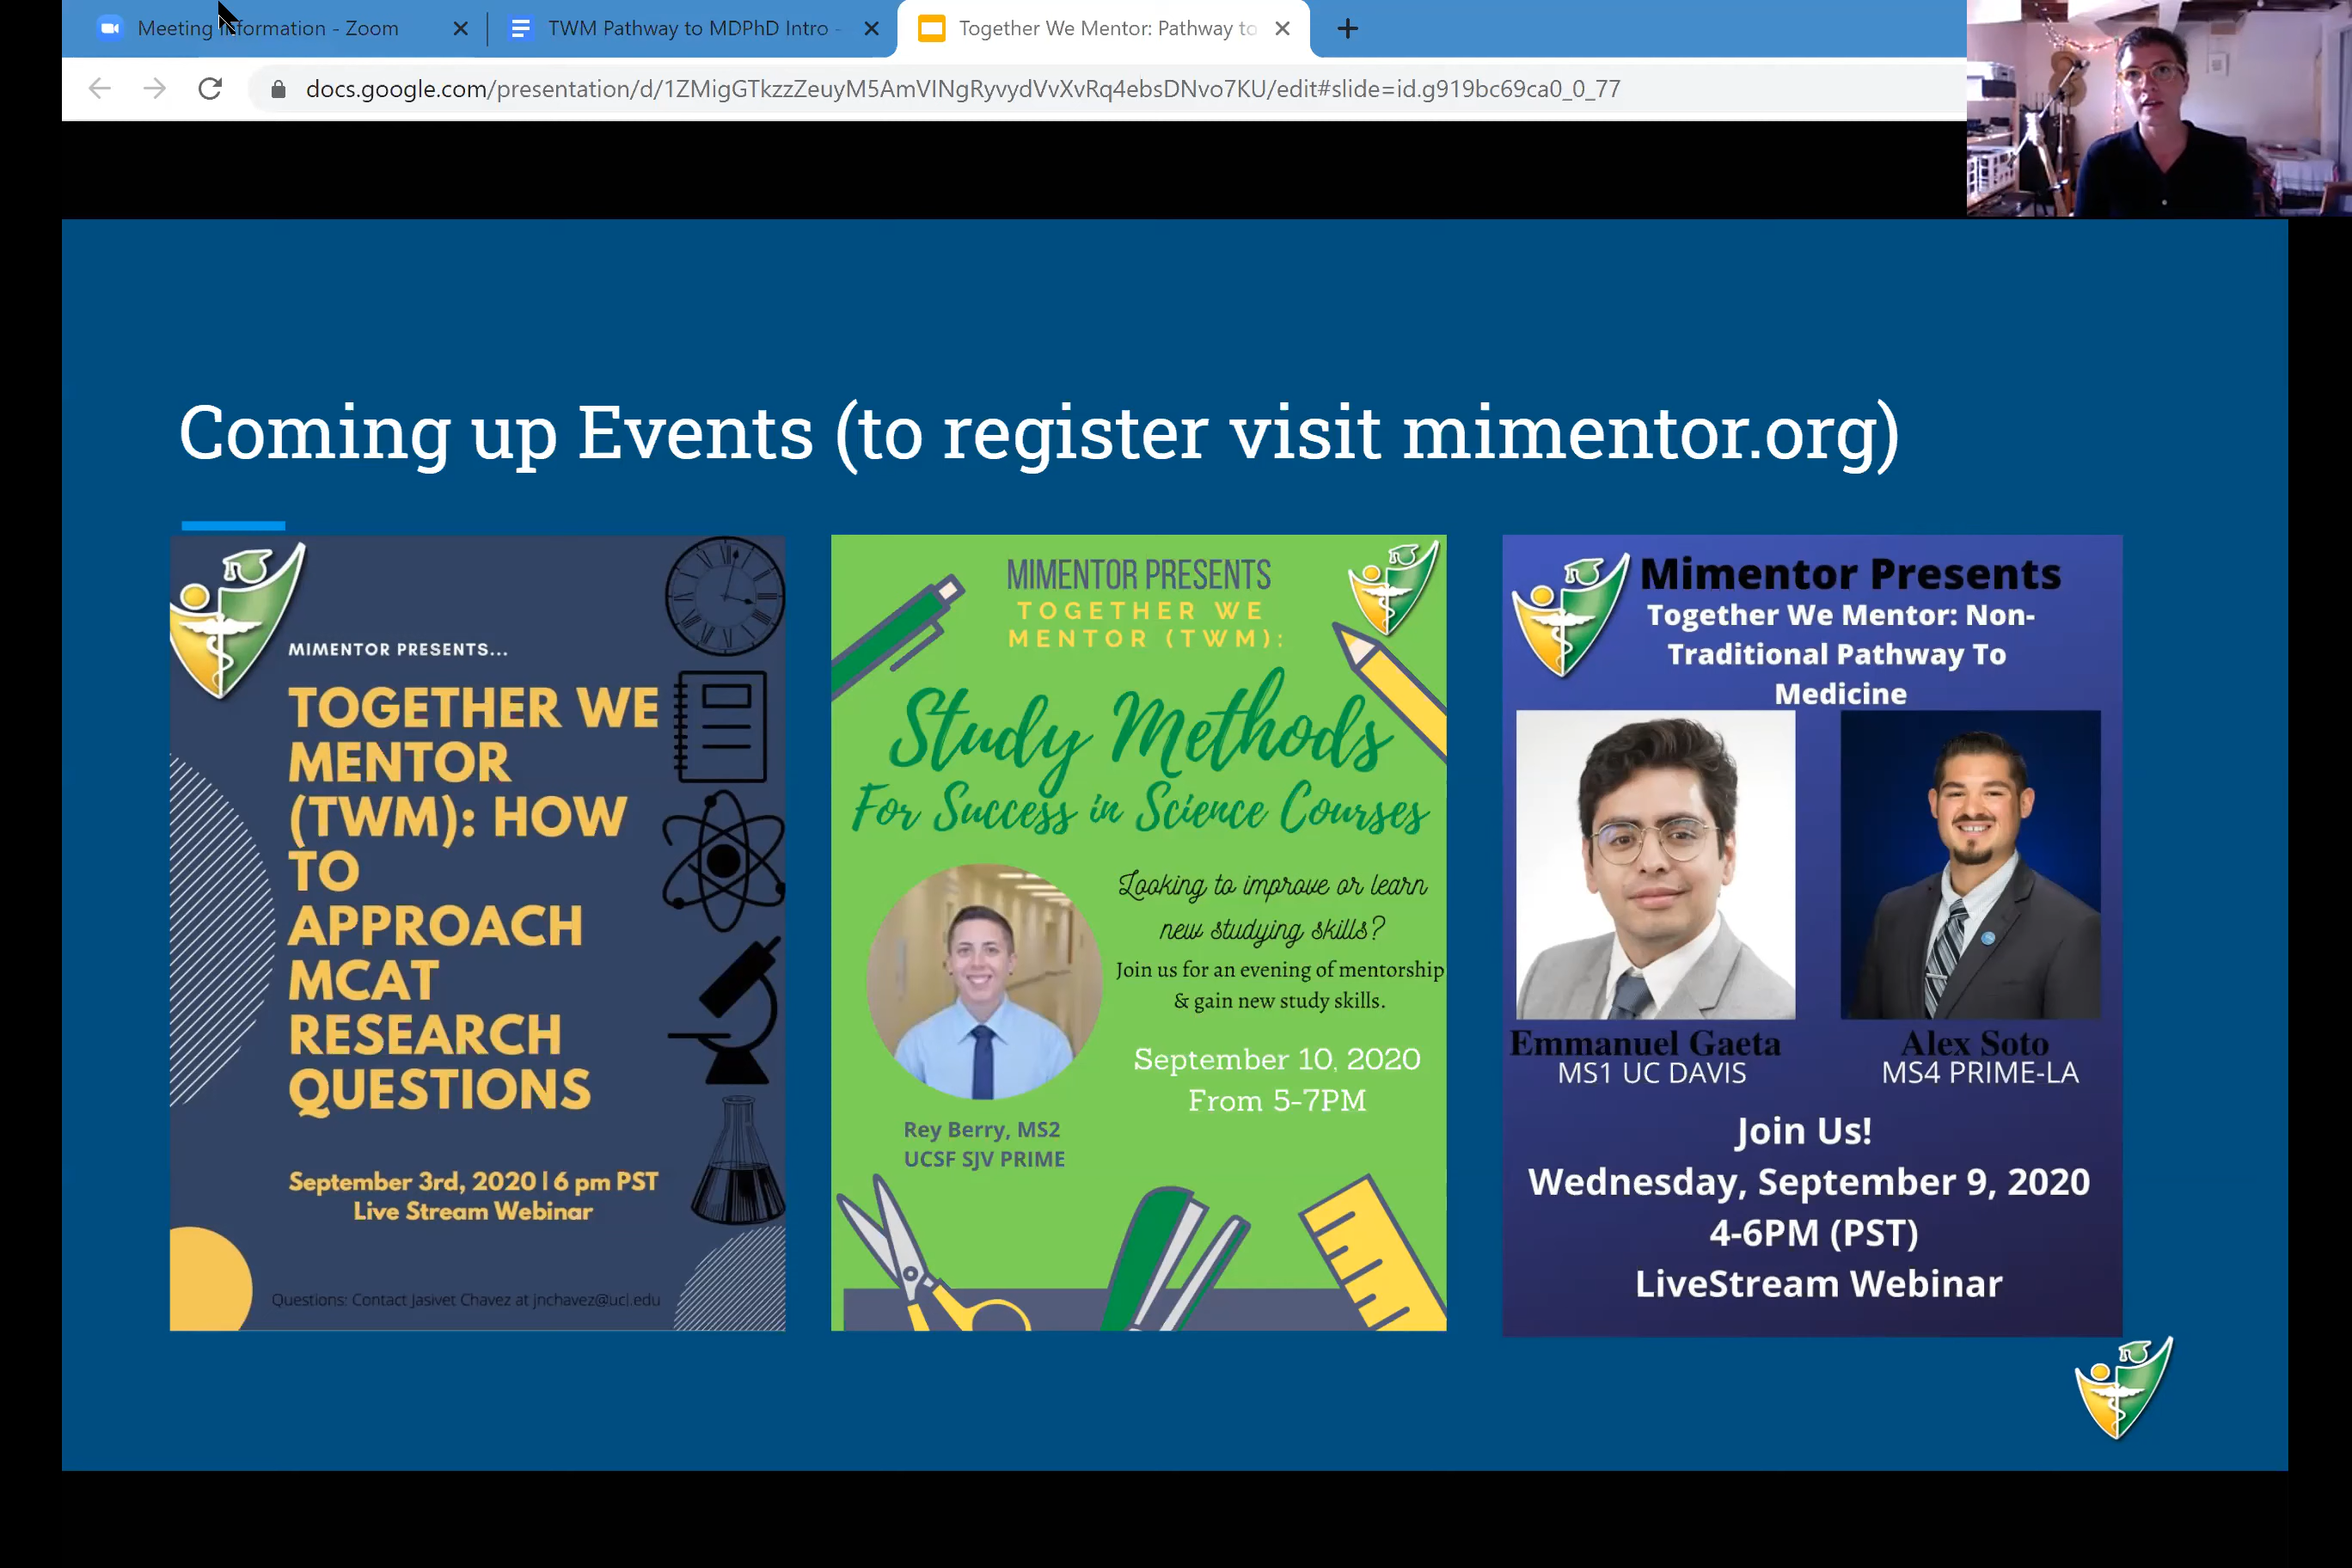 Meeting Information - Zoom
TWM Pathway to MDPhD Intro -
Together We Mentor: Pathway to
docs.google.com/presentation/d/1ZMigGTkzzZeuyM5AmVINgRyvydVvXvRq4ebsDNvo7KU/edit#slide=id.g919bc69ca0_0_77
Coming up Events (to register visit mimentor.org)
MIMENTOR PRESENTS...
TOGETHER WE
MENTOR
(TWM): HOW
TO
APPROACH
MCAT
RESEARCH
QUESTIONS
September 3rd, 2020 | 6 pm PST
Live Stream Webinar
Questions: Contact Jasivet Chavez at jnchavez@uci.edu
MIMENTOR PRESENTS
TOGETHER WE
MENTOR (TWM):
Study Methods
For Success in Science Courses
Looking to improve or learn
new studying skills?
Join us for an evening of mentorship
& gain new study skills.
September 10, 2020
From 5-7PM
Rey Berry, MS2
UCSF SJV PRIME
Mimentor Presents
Together We Mentor: Non-
Traditional Pathway To
Medicine
Emmanuel Gaeta
MS1 UC DAVIS
Alex Soto
MS4 PRIME-LA
Join Us!
Wednesday, September 9, 2020
4-6PM (PST)
LiveStream Webinar